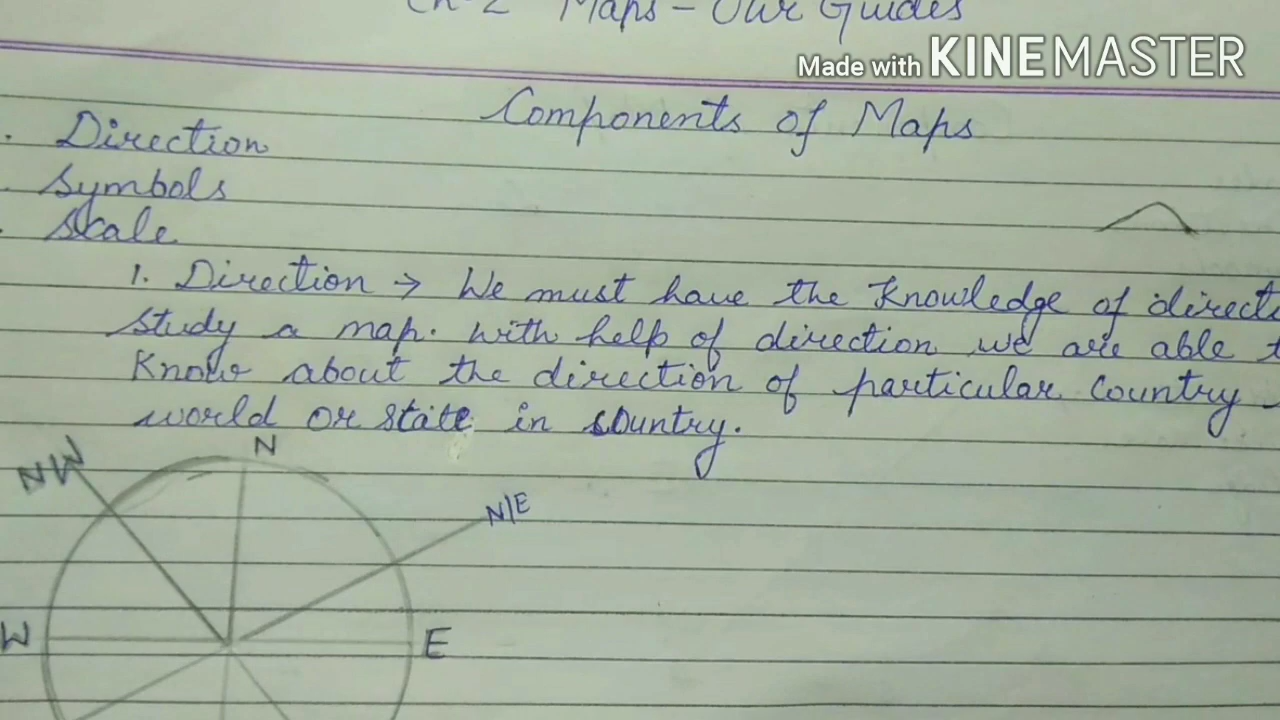 Ch-2 Maps - Our Guides
Made with KINEMASTER
Components of Maps
. Direction
. Symbols
. Scale
1. Direction → We must have the Knowledge of directi
study a map. With help of direction we are able t
Know about the direction of particular Country
world or state in country.
NW
N
N/E
W
E